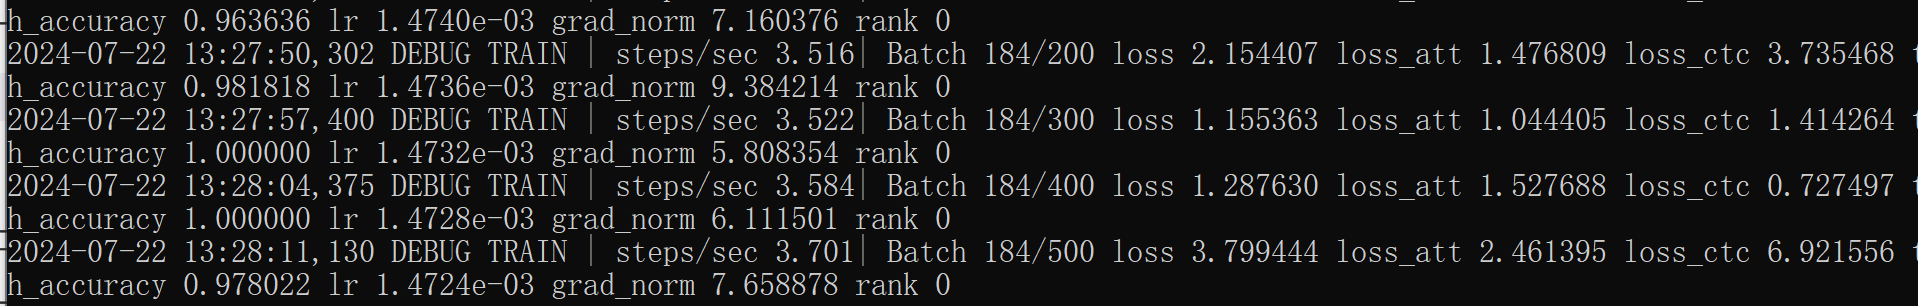 h_accuracy 0.963636 lr 1.4740e-03 grad_norm 7.160376 rank 0
2024-07-22 13:27:50,302 DEBUG TRAIN | steps/sec 3.516| Batch 184/200 loss 2.154407 loss_att 1.476809 loss_ctc 3.735468 t
h_accuracy 0.981818 lr 1.4736e-03 grad_norm 9.384214 rank 0
2024-07-22 13:27:57,400 DEBUG TRAIN | steps/sec 3.522| Batch 184/300 loss 1.155363 loss_att 1.044405 loss_ctc 1.414264 t
h_accuracy 1.000000 lr 1.4732e-03 grad_norm 5.808354 rank 0
2024-07-22 13:28:04,375 DEBUG TRAIN | steps/sec 3.584| Batch 184/400 loss 1.287630 loss_att 1.527688 loss_ctc 0.727497 t
h_accuracy 1.000000 lr 1.4728e-03 grad_norm 6.111501 rank 0
2024-07-22 13:28:11,130 DEBUG TRAIN | steps/sec 3.701| Batch 184/500 loss 3.799444 loss_att 2.461395 loss_ctc 6.921556 t
h_accuracy 0.978022 lr 1.4724e-03 grad_norm 7.658878 rank 0